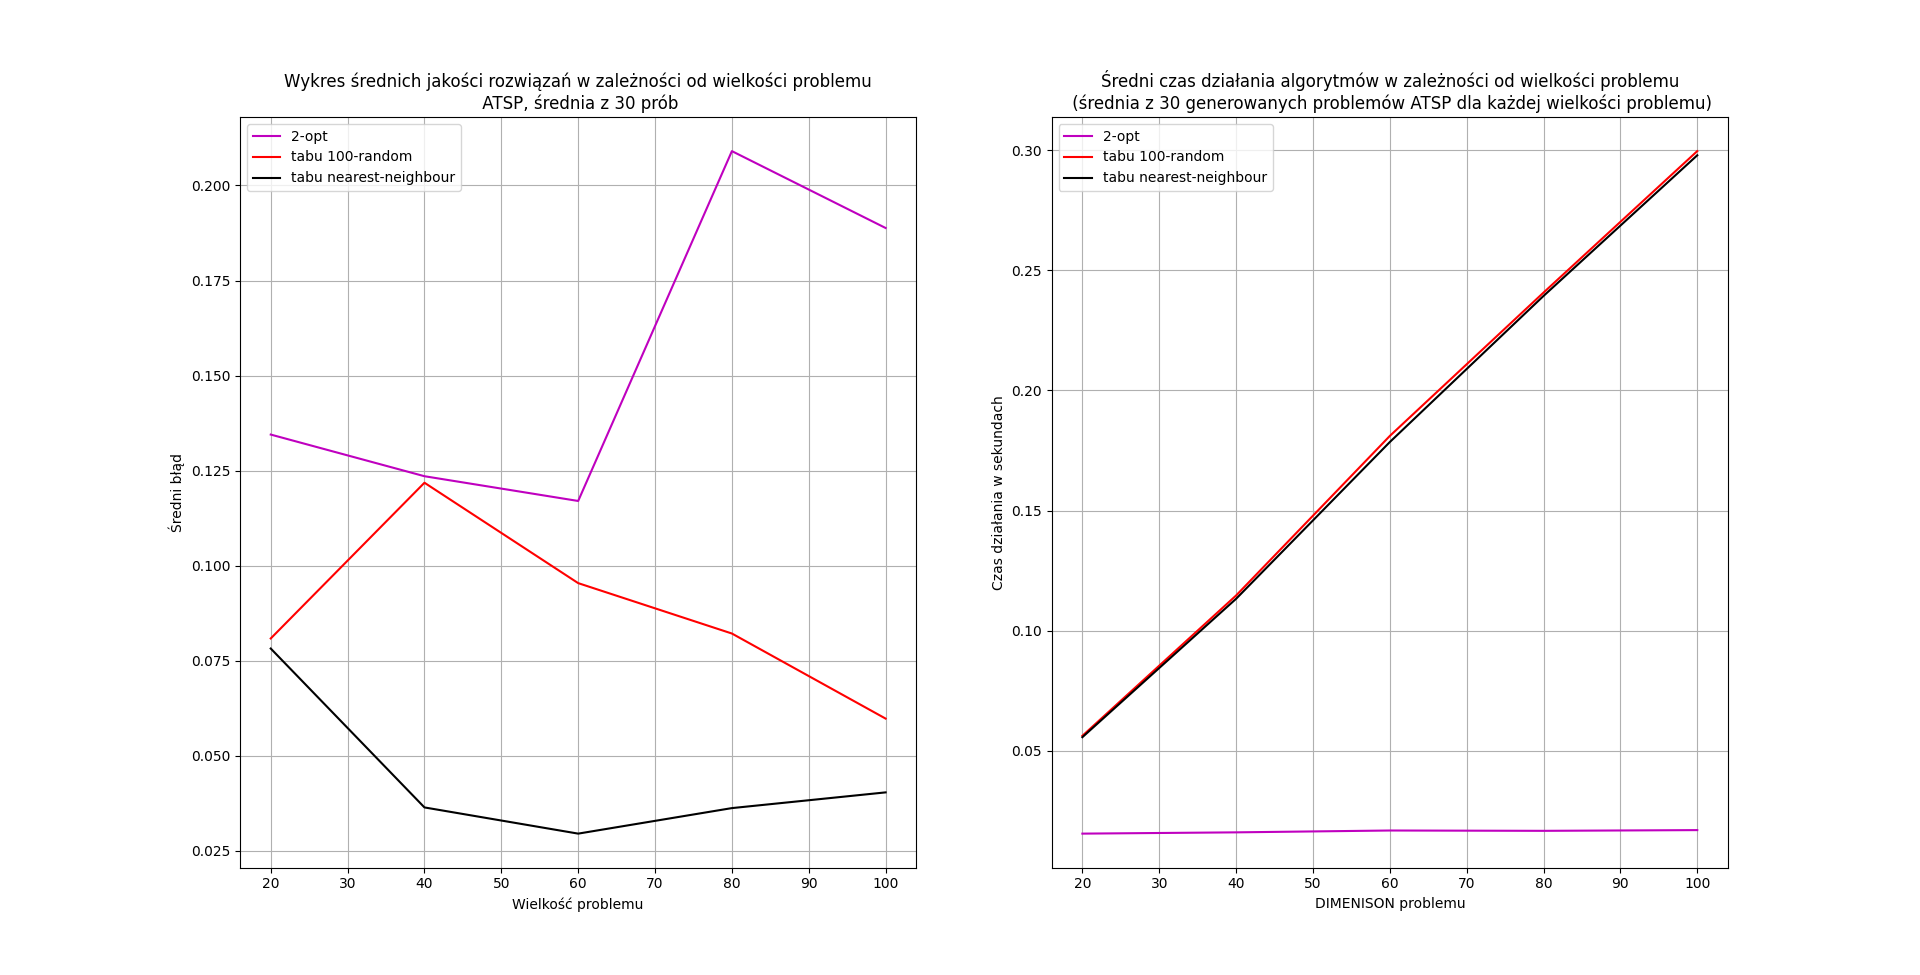 Wykres średnich jakości rozwiązań w zależności od wielkości problemu
ATSP, średnia z 30 prób
2-opt
tabu 100-random
tabu nearest-neighbour
Średni błąd
0.200
0.175
0.150
0.125
0.100
0.075
0.050
0.025
20 30 40 50 60 70 80 90 100
Wielkość problemu
Średni czas działania algorytmów w zależności od wielkości problemu
(średnia z 30 generowanych problemów ATSP dla każdej wielkości problemu)
2-opt
tabu 100-random
tabu nearest-neighbour
Czas działania w sekundach
0.30
0.25
0.20
0.15
0.10
0.05
20 30 40 50 60 70 80 90 100
DIMENISON problemu